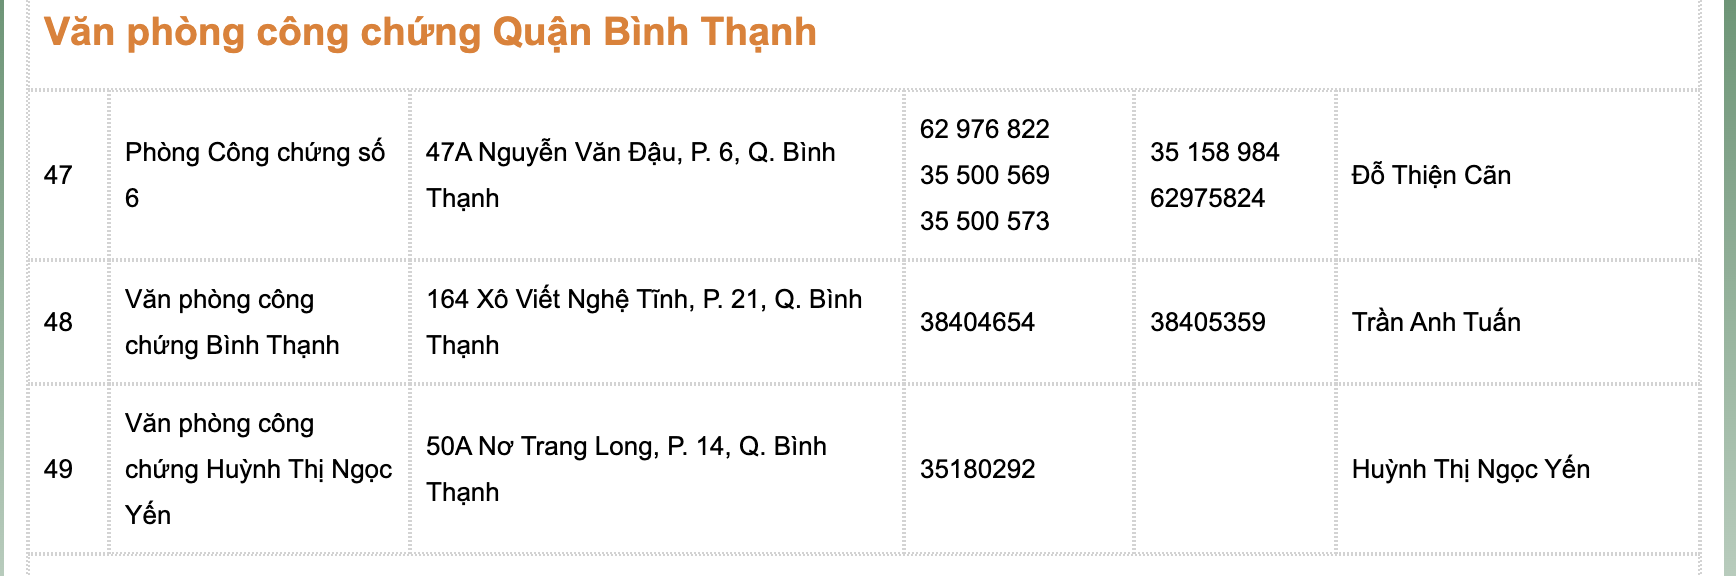 Văn phòng công chứng Quận Bình Thạnh
47
Phòng Công chứng số
6
47A Nguyễn Văn Đậu, P. 6, Q. Bình
Thạnh
62 976 822
35 500 569
35 500 573
35 158 984
62975824
Đỗ Thiện Căn
48
Văn phòng công
chứng Bình Thạnh
164 Xô Viết Nghệ Tĩnh, P. 21, Q. Bình
Thạnh
38404654
38405359
Trần Anh Tuấn
49
Văn phòng công
chứng Huỳnh Thị Ngọc
Yến
50A Nơ Trang Long, P. 14, Q. Bình
Thạnh
35180292
Huỳnh Thị Ngọc Yến